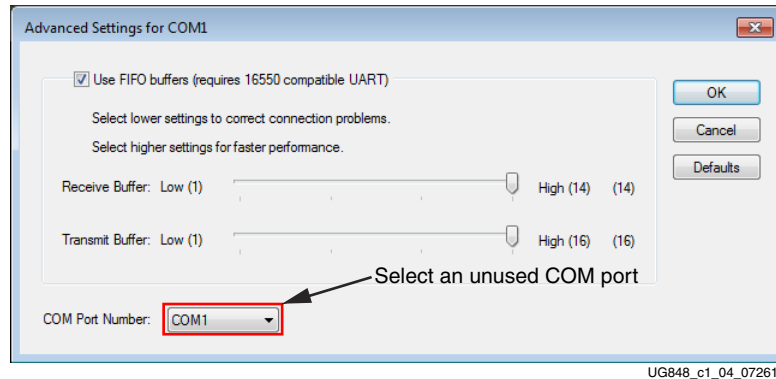 Advanced Settings for COM1
Use FIFO buffers (requires 16550 compatible UART)
OK
Select lower settings to correct connection problems.
Cancel
Select higher settings for faster performance.
Defaults
Receive Buffer: Low (1) High (14) (14)
Transmit Buffer: Low (1) High (16) (16)
Select an unused COM port
COM Port Number: COM1
UG848_c1_04_07261